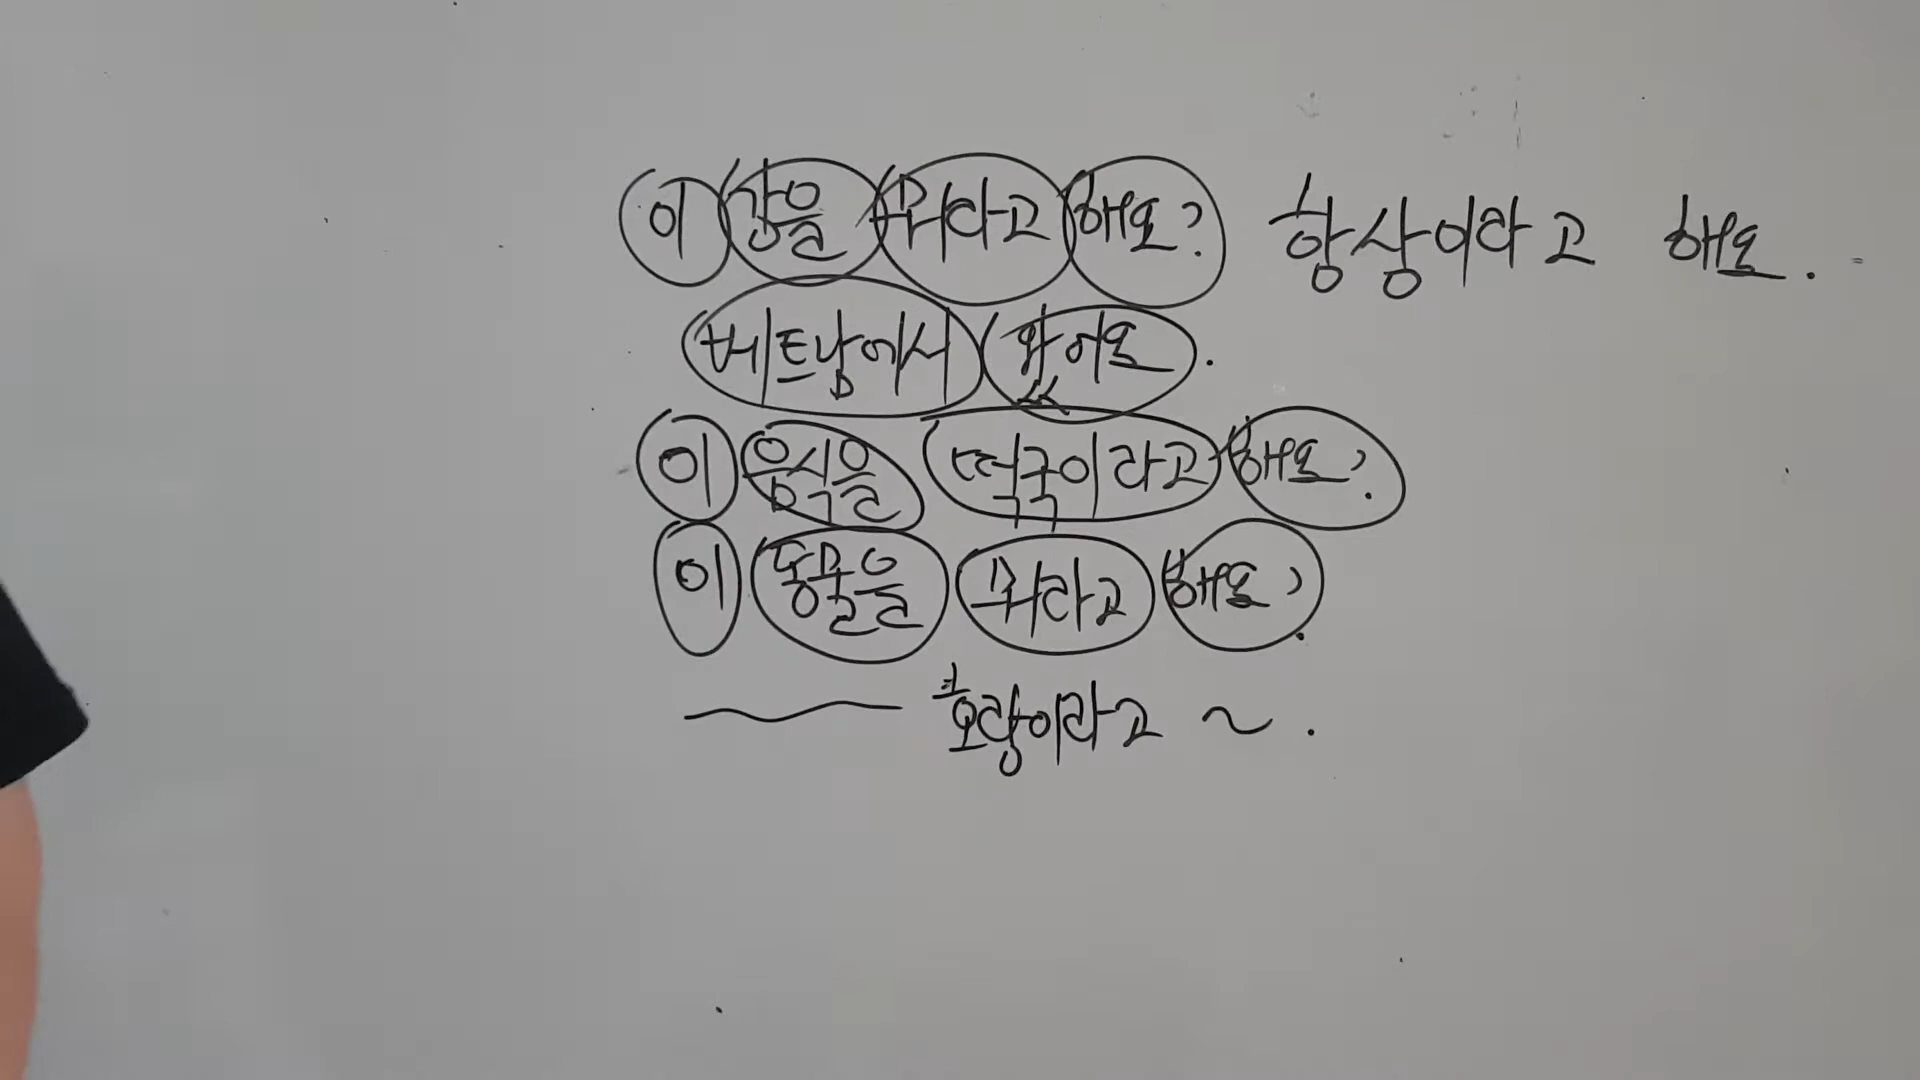 이 강을 뭐라고 해요? 항상이라고 해요.
베트남에서 왔어요.
이 음식을 떡국이라고 해요?
이 동물을 뭐라고 해요?
~ 호랑이라고 ~.